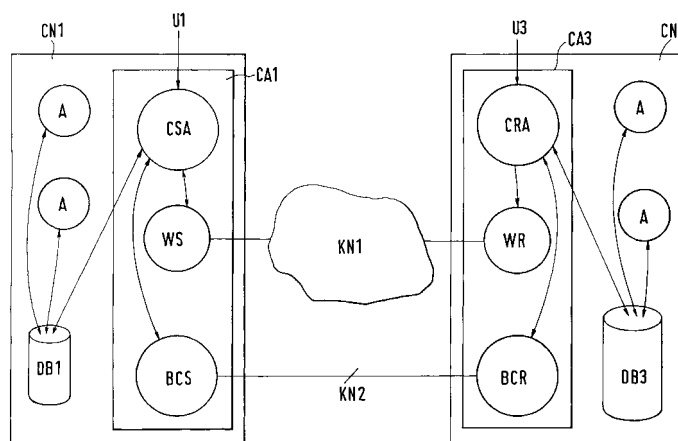 CN1
U1
CA1
A
CSA
A
WS
DB1
BCS
KN1
KN2
U3
CA3
CN
CRA
A
WR
A
BCR
DB3